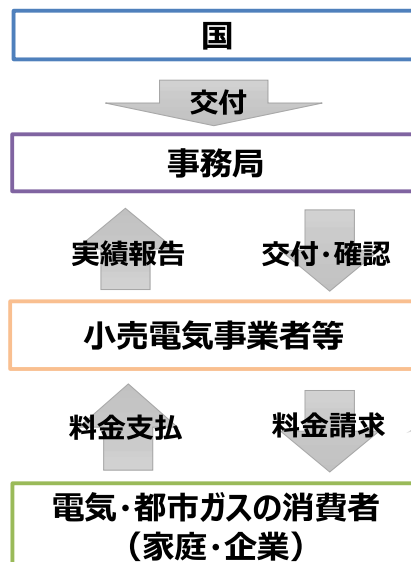 国
交付
事務局
実績報告
交付・確認
小売電気事業者等
料金支払
料金請求
電気・都市ガスの消費者
（家庭・企業）